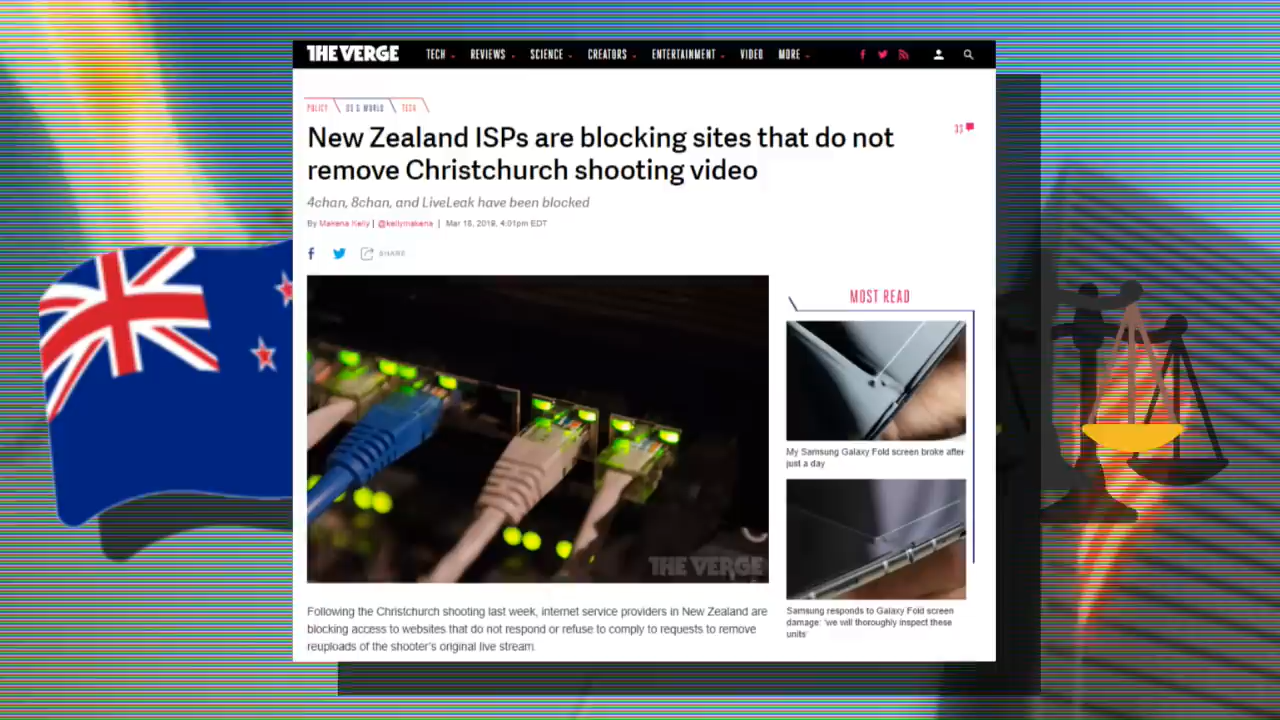 THE VERGE
TECH REVIEWS SCIENCE CREATORS ENTERTAINMENT VIDEO MORE
POLICY US & WORLD TECH
33
New Zealand ISPs are blocking sites that do not
remove Christchurch shooting video
4chan, 8chan, and LiveLeak have been blocked
By Makena Kelly | @kellymakena | Mar 18, 2019, 4:01pm EDT
SHARE
THE VERGE
Following the Christchurch shooting last week, internet service providers in New Zealand are
blocking access to websites that do not respond or refuse to comply to requests to remove
reuploads of the shooter's original live stream.
MOST READ
My Samsung Galaxy Fold screen broke after
just a day
Samsung responds to Galaxy Fold screen
damage: 'we will thoroughly inspect these
units'